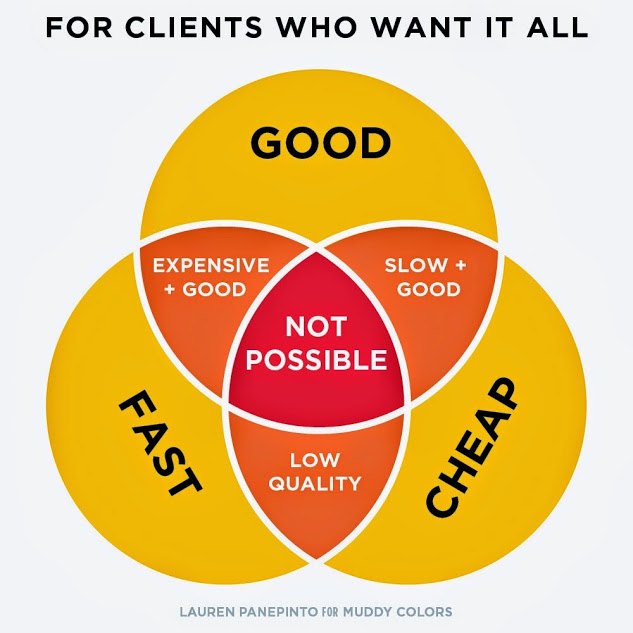 FOR CLIENTS WHO WANT IT ALL
GOOD
EXPENSIVE
+ GOOD
SLOW +
GOOD
NOT
POSSIBLE
FAST
CHEAP
LOW
QUALITY
LAUREN PANEPINTO FOR MUDDY COLORS